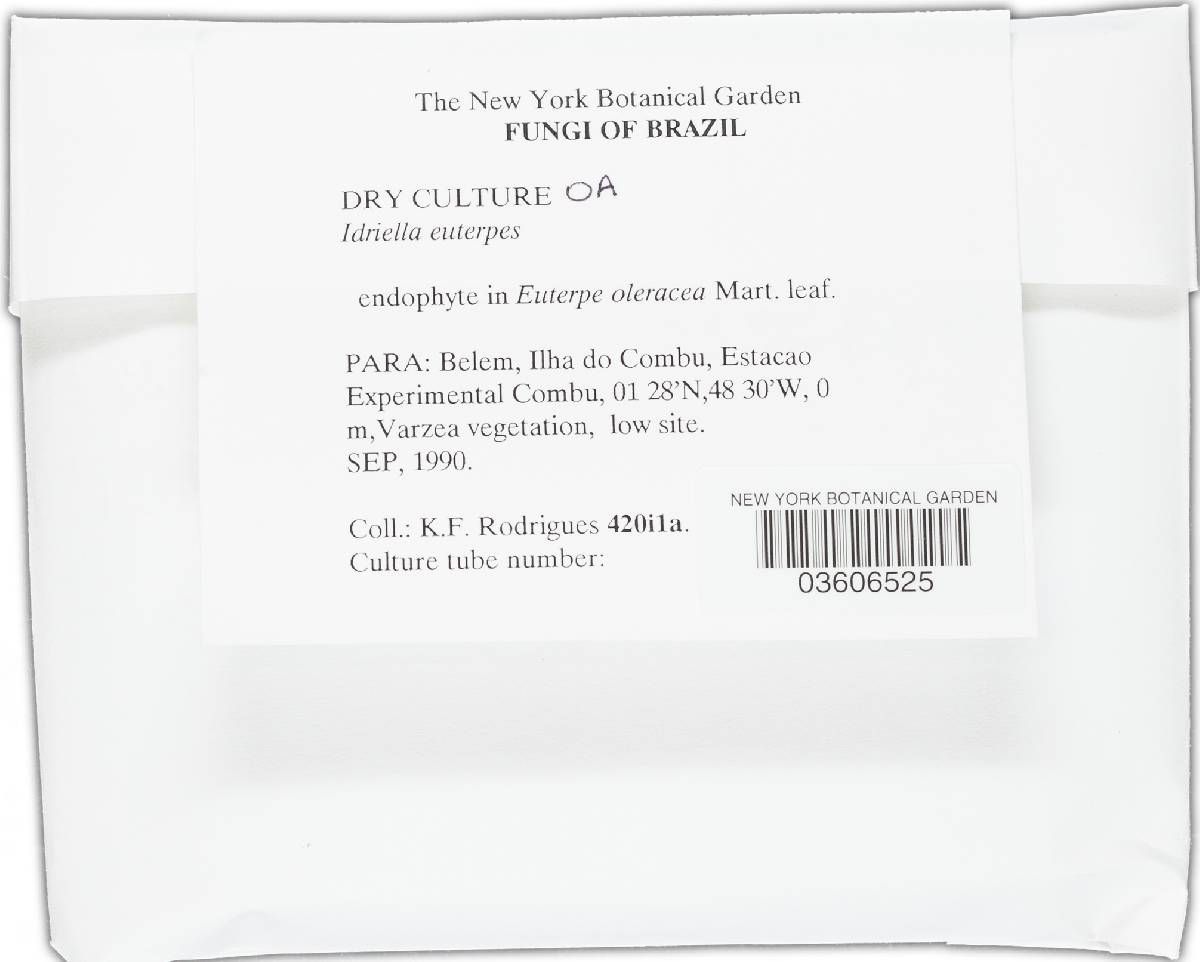 The New York Botanical Garden
FUNGI OF BRAZIL
DRY CULTURE OA
Idriella euterpes
endophyte in Euterpe oleracea Mart. leaf.
PARA: Belem, Ilha do Combu, Estacao
Experimental Combu, 01 28'N,48 30'W, 0
m,Varzea vegetation, low site.
SEP, 1990.
Coll.: K.F. Rodrigues 420i1a.
Culture tube number:
NEW YORK BOTANICAL GARDEN
03606525